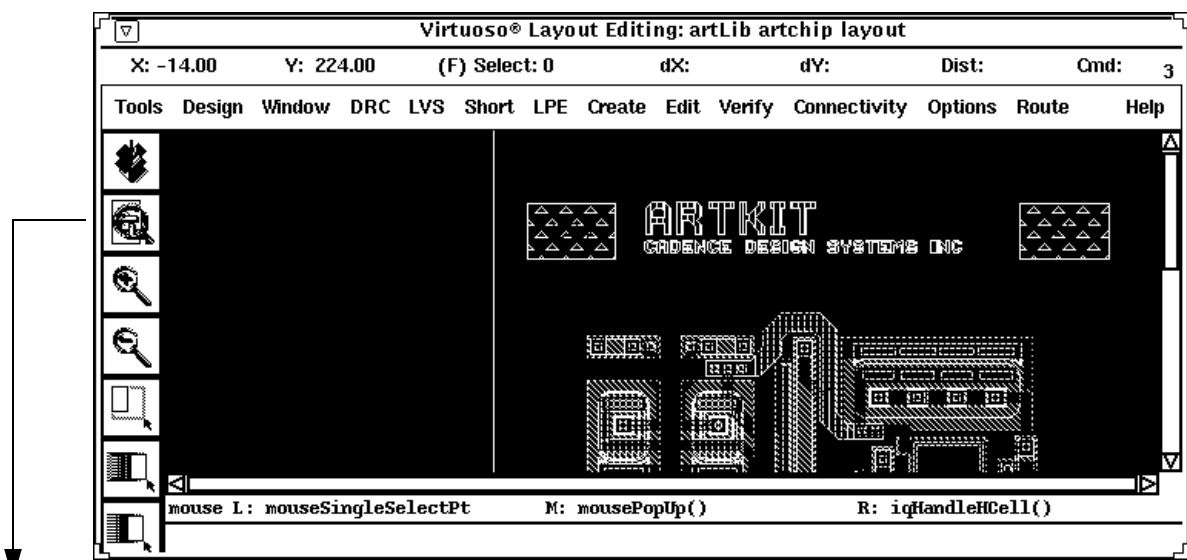 Virtuoso® Layout Editing: artLib artchip layout
X: -14.00 Y: 224.00 (F) Select: 0 dX: dY: Dist: Cmd: 3
Tools Design Window DRC LVS Short LPE Create Edit Verify Connectivity Options Route Help
ARTKIT
CADENCE DESIGN SYSTEMS INC
mouse L: mouseSingleSelectPt M: mousePopUp() R: iqHandleHCell()